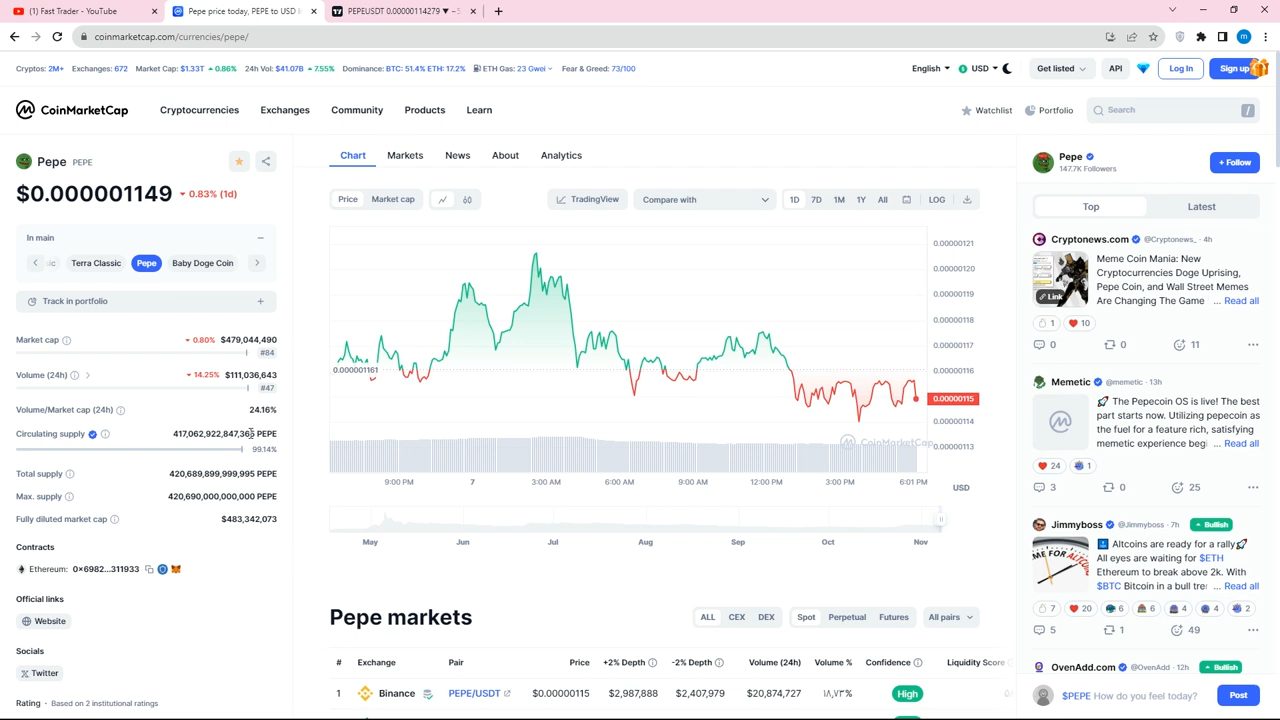 (1) Fast Trader - YouTube
Pepe price today, PEPE to USD
PEPEUSDT 0.00000114279 ▼
coinmarketcap.com/currencies/pepe/
m
Cryptos: 2M+ Exchanges: 672 Market Cap: $1.33T 0.86% 24h Vol: $41.07B 7.55% Dominance: BTC: 51.4% ETH: 17.2% ETH Gas: 23 Gwei Fear & Greed: 73/100
English USD Get listed API Log In Sign up
CoinMarketCap
Cryptocurrencies Exchanges Community Products Learn
Watchlist Portfolio Search /
Pepe PEPE
$0.000001149 0.83% (1d)
In main
Terra Classic Pepe Baby Doge Coin
Track in portfolio +
Market cap 0.80% $479,044,490
#84
Volume (24h) 14.25% $111,036,643
#47
Volume/Market cap (24h) 24.16%
Circulating supply 417,062,922,847,36 PEPE
99.14%
Total supply 420,689,899,999,995 PEPE
Max. supply 420,690,000,000,000 PEPE
Fully diluted market cap $483,342,073
Contracts
Ethereum: 0x6982...311933
Official links
Website
Socials
Twitter
Rating · Based on 2 institutional ratings
Chart Markets News About Analytics
Price Market cap TradingView Compare with 1D 7D 1M 1Y All LOG
0.00000121
0.00000120
0.00000119
0.00000118
0.00000117
0.000001161
0.00000116
0.00000115
0.00000114
CoinMarketCap
0.00000113
9:00 PM 7 3:00 AM 6:00 AM 9:00 AM 12:00 PM 3:00 PM 6:01 PM
USD
May Jun Jul Aug Sep Oct Nov
Pepe markets
ALL CEX DEX Spot Perpetual Futures All pairs
# Exchange Pair Price +2% Depth -2% Depth Volume (24h) Volume % Confidence Liquidity Score
1 Binance PEPE/USDT $0.00000115 $2,987,888 $2,407,979 $20,874,727 ۱۸٫۷۳% High
Pepe
147.7K Followers
+ Follow
Top Latest
Cryptonews.com @Cryptonews_ · 4h
Meme Coin Mania: New
Cryptocurrencies Doge Uprising,
Pepe Coin, and Wall Street Memes
Are Changing The Game ... Read all
Link
1 10
0 0 11
Memetic @memetic · 13h
🚀 The Pepecoin OS is live! The best
part starts now. Utilizing pepecoin as
the fuel for a feature rich, satisfying
memetic experience begi ... Read all
24 1
3 0 25
Jimmyboss @Jimmyboss · 7h Bullish
Altcoins are ready for a rally🚀
All eyes are waiting for $ETH
Ethereum to break above 2k. With
$BTC Bitcoin in a bull tre ... Read all
7 20 6 6 4 4 2
5 1 49
OvenAdd.com @OvenAdd · 12h Bullish
$PEPE How do you feel today? Post